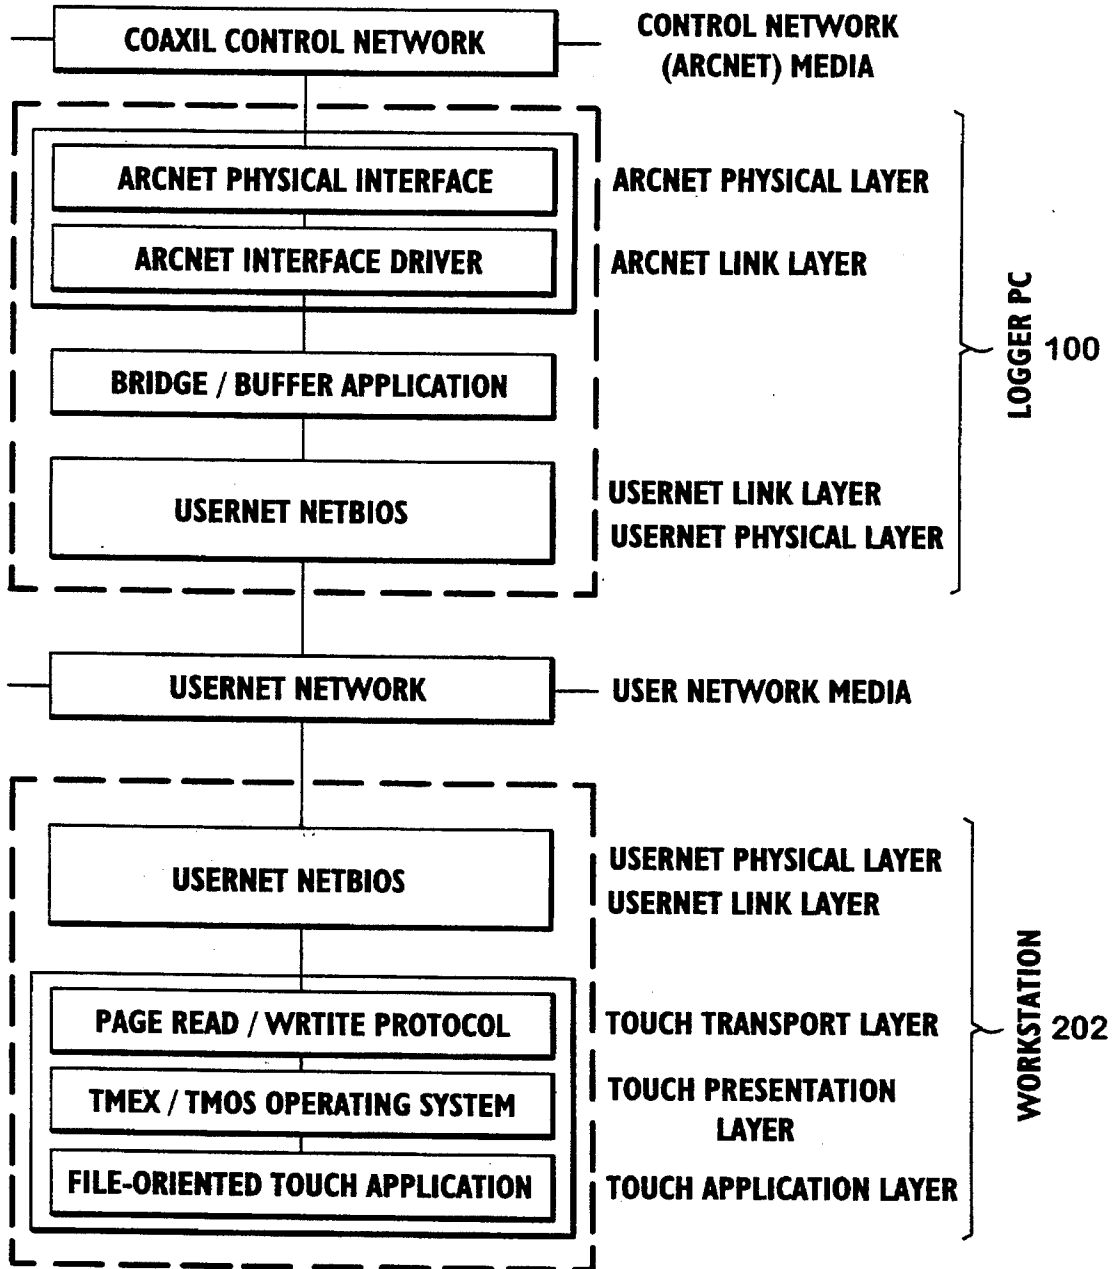 COAXIL CONTROL NETWORK
CONTROL NETWORK
(ARCNET) MEDIA
ARCNET PHYSICAL INTERFACE
ARCNET PHYSICAL LAYER
ARCNET INTERFACE DRIVER
ARCNET LINK LAYER
BRIDGE / BUFFER APPLICATION
USERNET NETBIOS
USERNET LINK LAYER
USERNET PHYSICAL LAYER
LOGGER PC
100
USERNET NETWORK
USER NETWORK MEDIA
USERNET NETBIOS
USERNET PHYSICAL LAYER
USERNET LINK LAYER
PAGE READ / WRTITE PROTOCOL
TOUCH TRANSPORT LAYER
TMEX / TMOS OPERATING SYSTEM
TOUCH PRESENTATION
LAYER
FILE-ORIENTED TOUCH APPLICATION
TOUCH APPLICATION LAYER
WORKSTATION
202